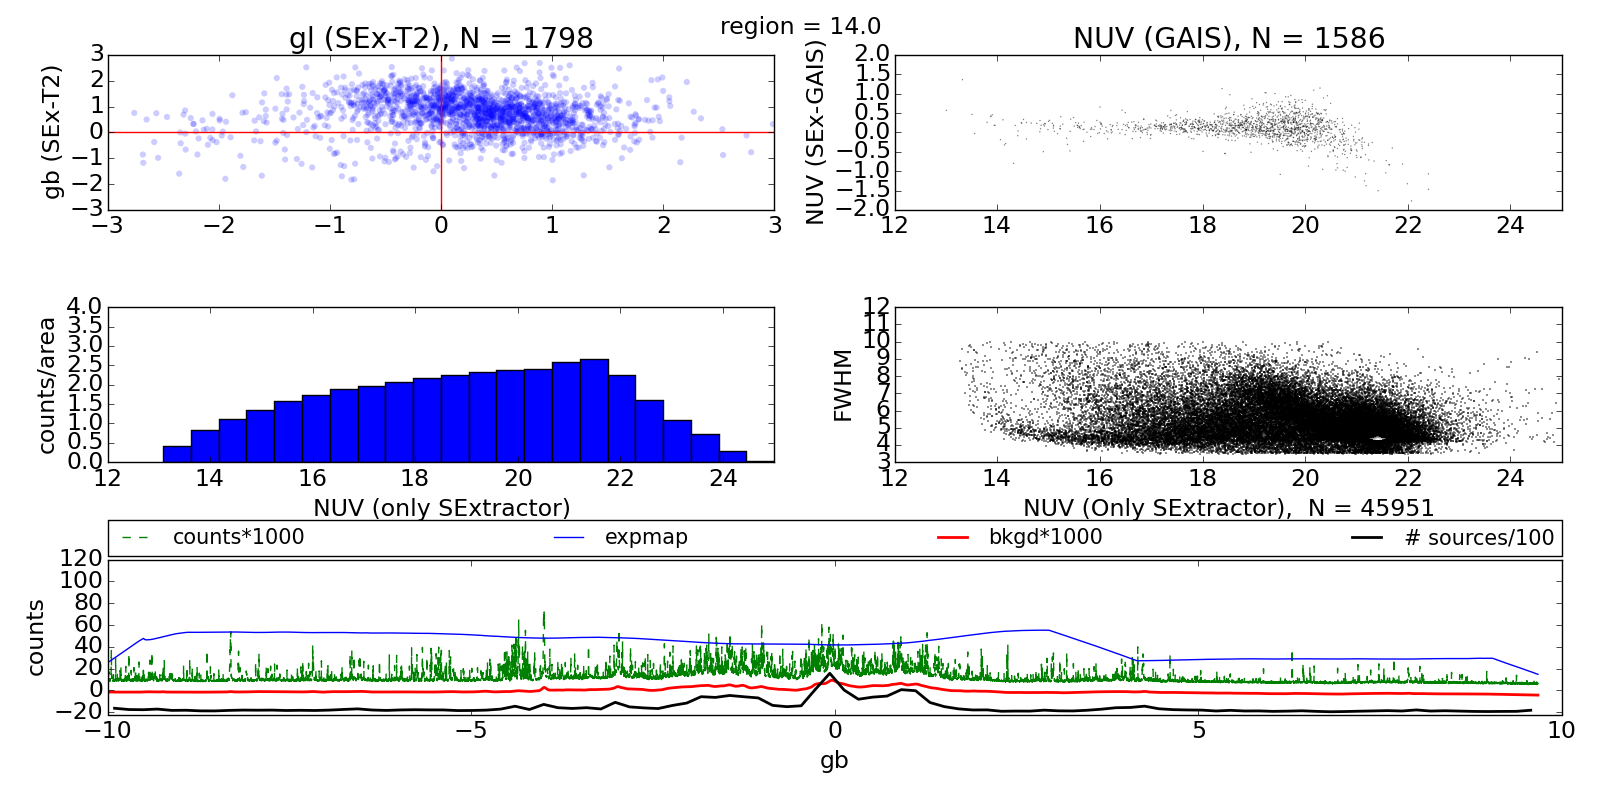 region = 14.0
gl (SEx-T2), N = 1798
gb (SEx-T2)
3
2
1
0
−1
−2
−3
−3 −2 −1 0 1 2 3
NUV (GAIS), N = 1586
NUV (SEx-GAIS)
2.0
1.5
1.0
0.5
0.0
−0.5
−1.0
−1.5
−2.0
12 14 16 18 20 22 24
counts/area
4.0
3.5
3.0
2.5
2.0
1.5
1.0
0.5
0.0
12 14 16 18 20 22 24
NUV (only SExtractor)
FWHM
12
11
10
9
8
7
6
5
4
3
12 14 16 18 20 22 24
NUV (Only SExtractor), N = 45951
counts*1000 expmap bkgd*1000 # sources/100
counts
120
100
80
60
40
20
0
−20
−10 −5 0 5 10
gb